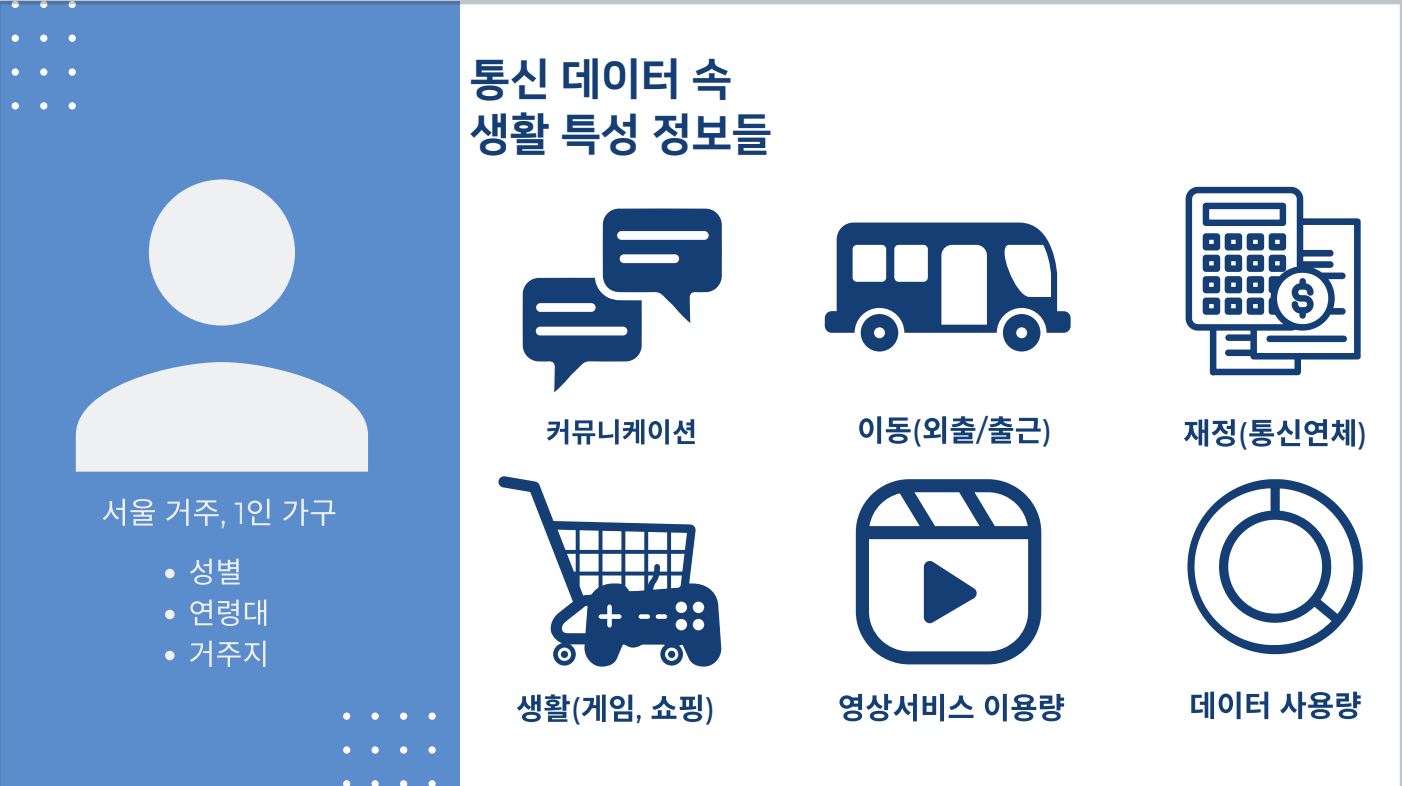 통신 데이터 속
생활 특성 정보들
서울 거주, 1인 가구
• 성별
• 연령대
• 거주지
커뮤니케이션
이동(외출/출근)
재정(통신연체)
$
생활(게임, 쇼핑)
영상서비스 이용량
데이터 사용량